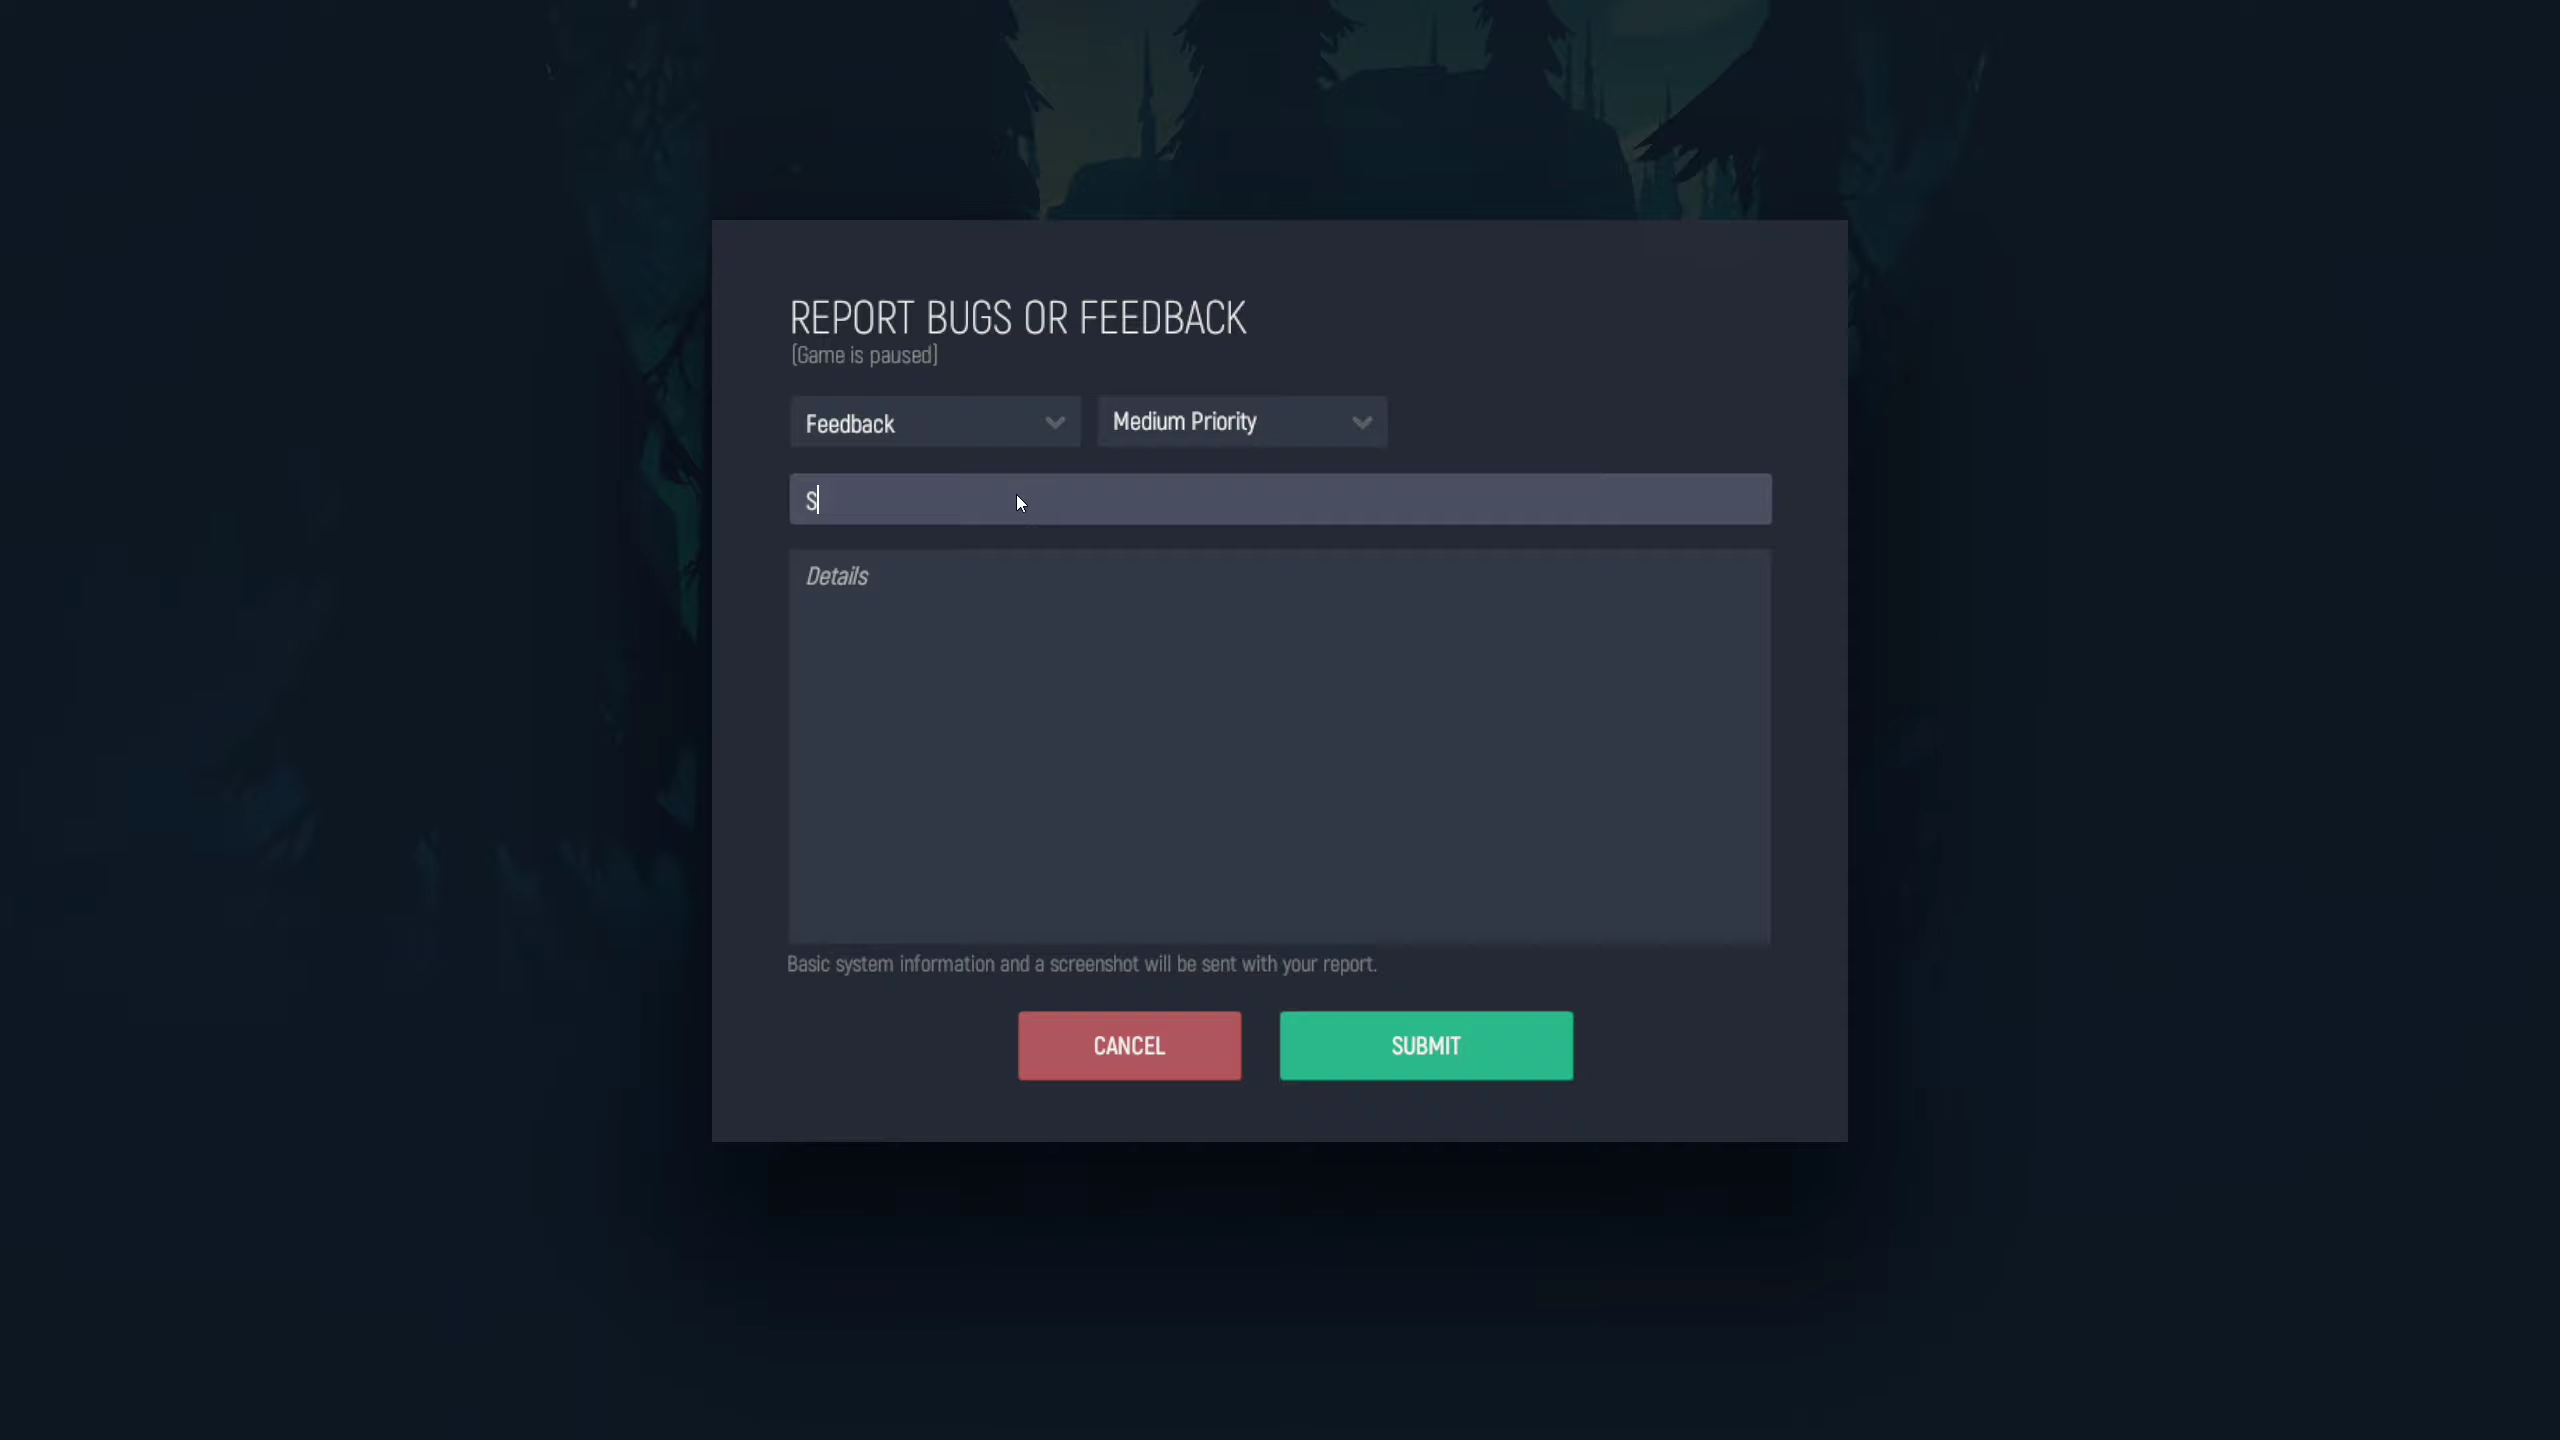 REPORT BUGS OR FEEDBACK
[Game is paused]
Feedback
Medium Priority
S
Details
Basic system information and a screenshot will be sent with your report.
CANCEL
SUBMIT